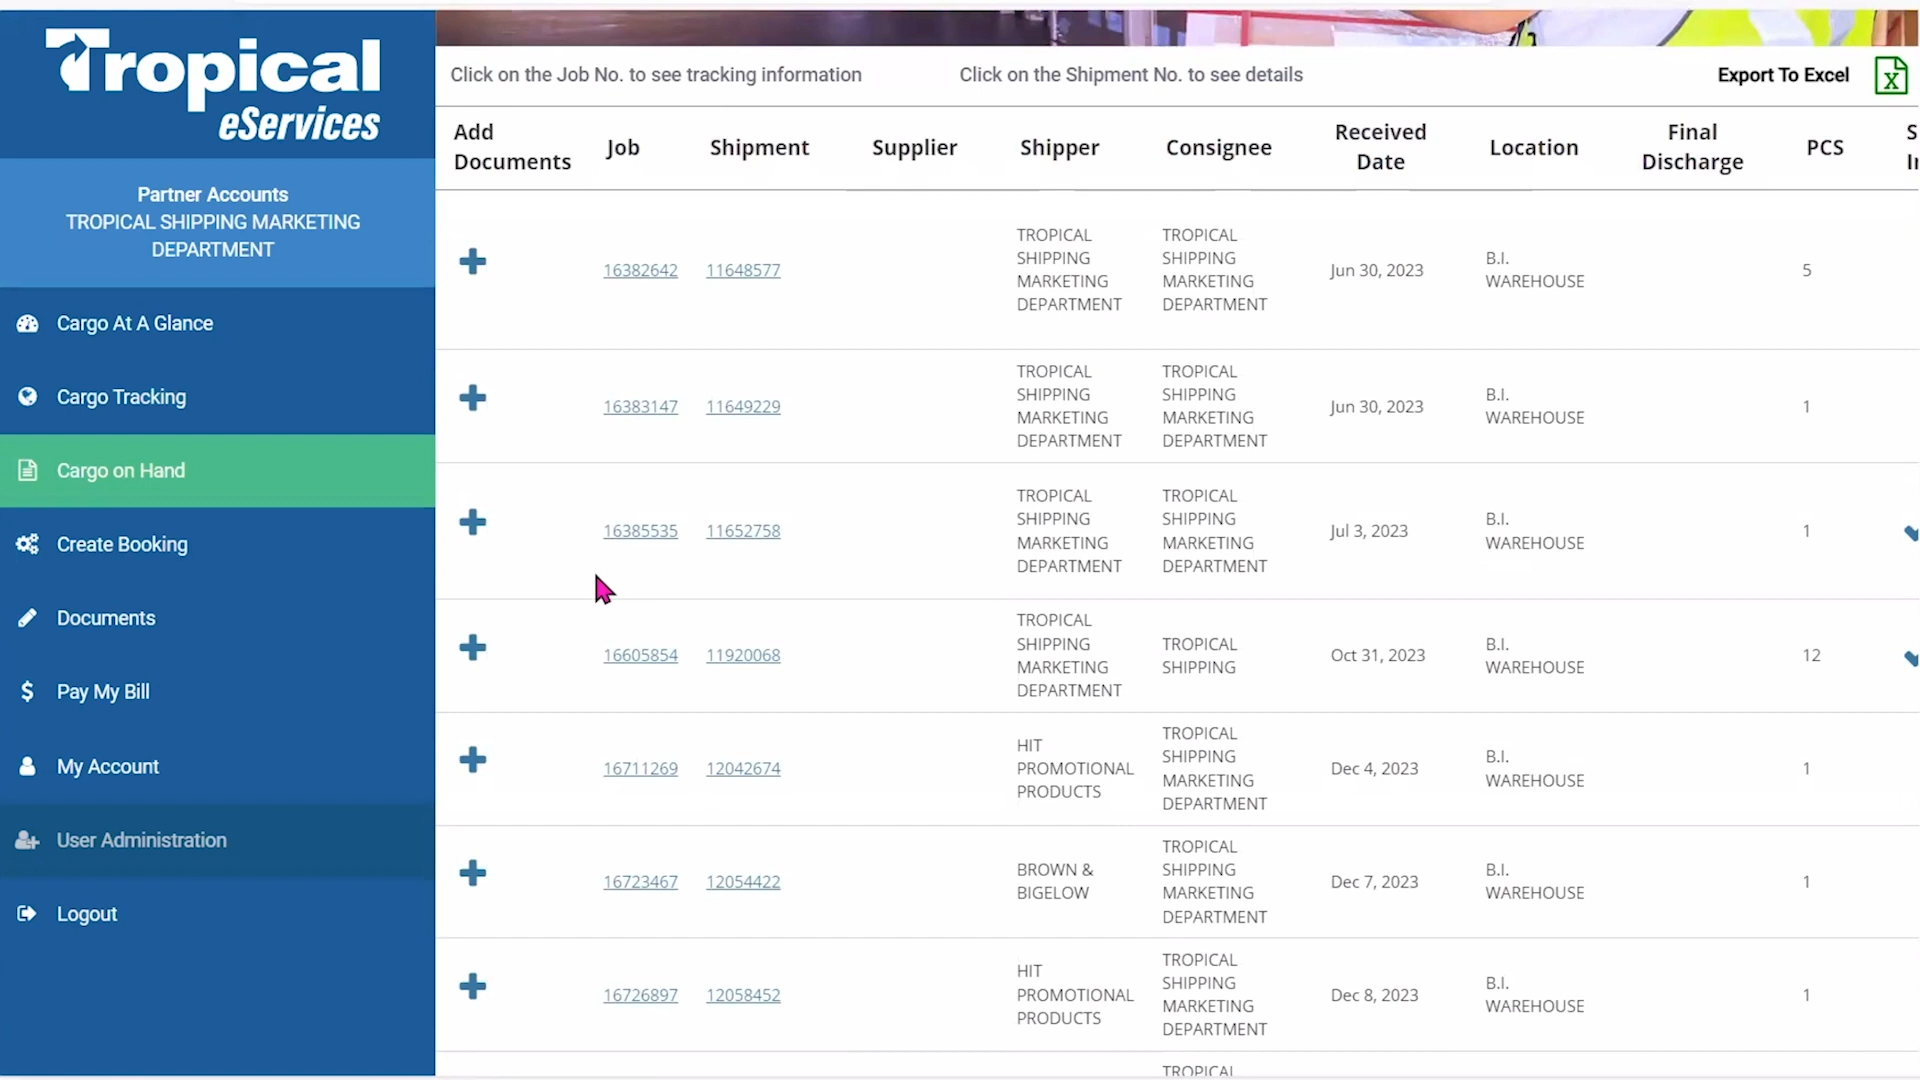 Tropical
eServices
Partner Accounts
TROPICAL SHIPPING MARKETING
DEPARTMENT
Cargo At A Glance
Cargo Tracking
Cargo on Hand
Create Booking
Documents
Pay My Bill
My Account
User Administration
Logout
Click on the Job No. to see tracking information
Click on the Shipment No. to see details
Export To Excel
Add
Documents
Job
Shipment
Supplier
Shipper
Consignee
Received
Date
Location
Final
Discharge
PCS
16382642
11648577
TROPICAL
SHIPPING
MARKETING
DEPARTMENT
TROPICAL
SHIPPING
MARKETING
DEPARTMENT
Jun 30, 2023
B.I.
WAREHOUSE
5
16383147
11649229
TROPICAL
SHIPPING
MARKETING
DEPARTMENT
TROPICAL
SHIPPING
MARKETING
DEPARTMENT
Jun 30, 2023
B.I.
WAREHOUSE
1
16385535
11652758
TROPICAL
SHIPPING
MARKETING
DEPARTMENT
TROPICAL
SHIPPING
MARKETING
DEPARTMENT
Jul 3, 2023
B.I.
WAREHOUSE
1
16605854
11920068
TROPICAL
SHIPPING
MARKETING
DEPARTMENT
TROPICAL
SHIPPING
Oct 31, 2023
B.I.
WAREHOUSE
12
16711269
12042674
HIT
PROMOTIONAL
PRODUCTS
TROPICAL
SHIPPING
MARKETING
DEPARTMENT
Dec 4, 2023
B.I.
WAREHOUSE
1
16723467
12054422
BROWN &
BIGELOW
TROPICAL
SHIPPING
MARKETING
DEPARTMENT
Dec 7, 2023
B.I.
WAREHOUSE
1
16726897
12058452
HIT
PROMOTIONAL
PRODUCTS
TROPICAL
SHIPPING
MARKETING
DEPARTMENT
Dec 8, 2023
B.I.
WAREHOUSE
1
TROPICAL